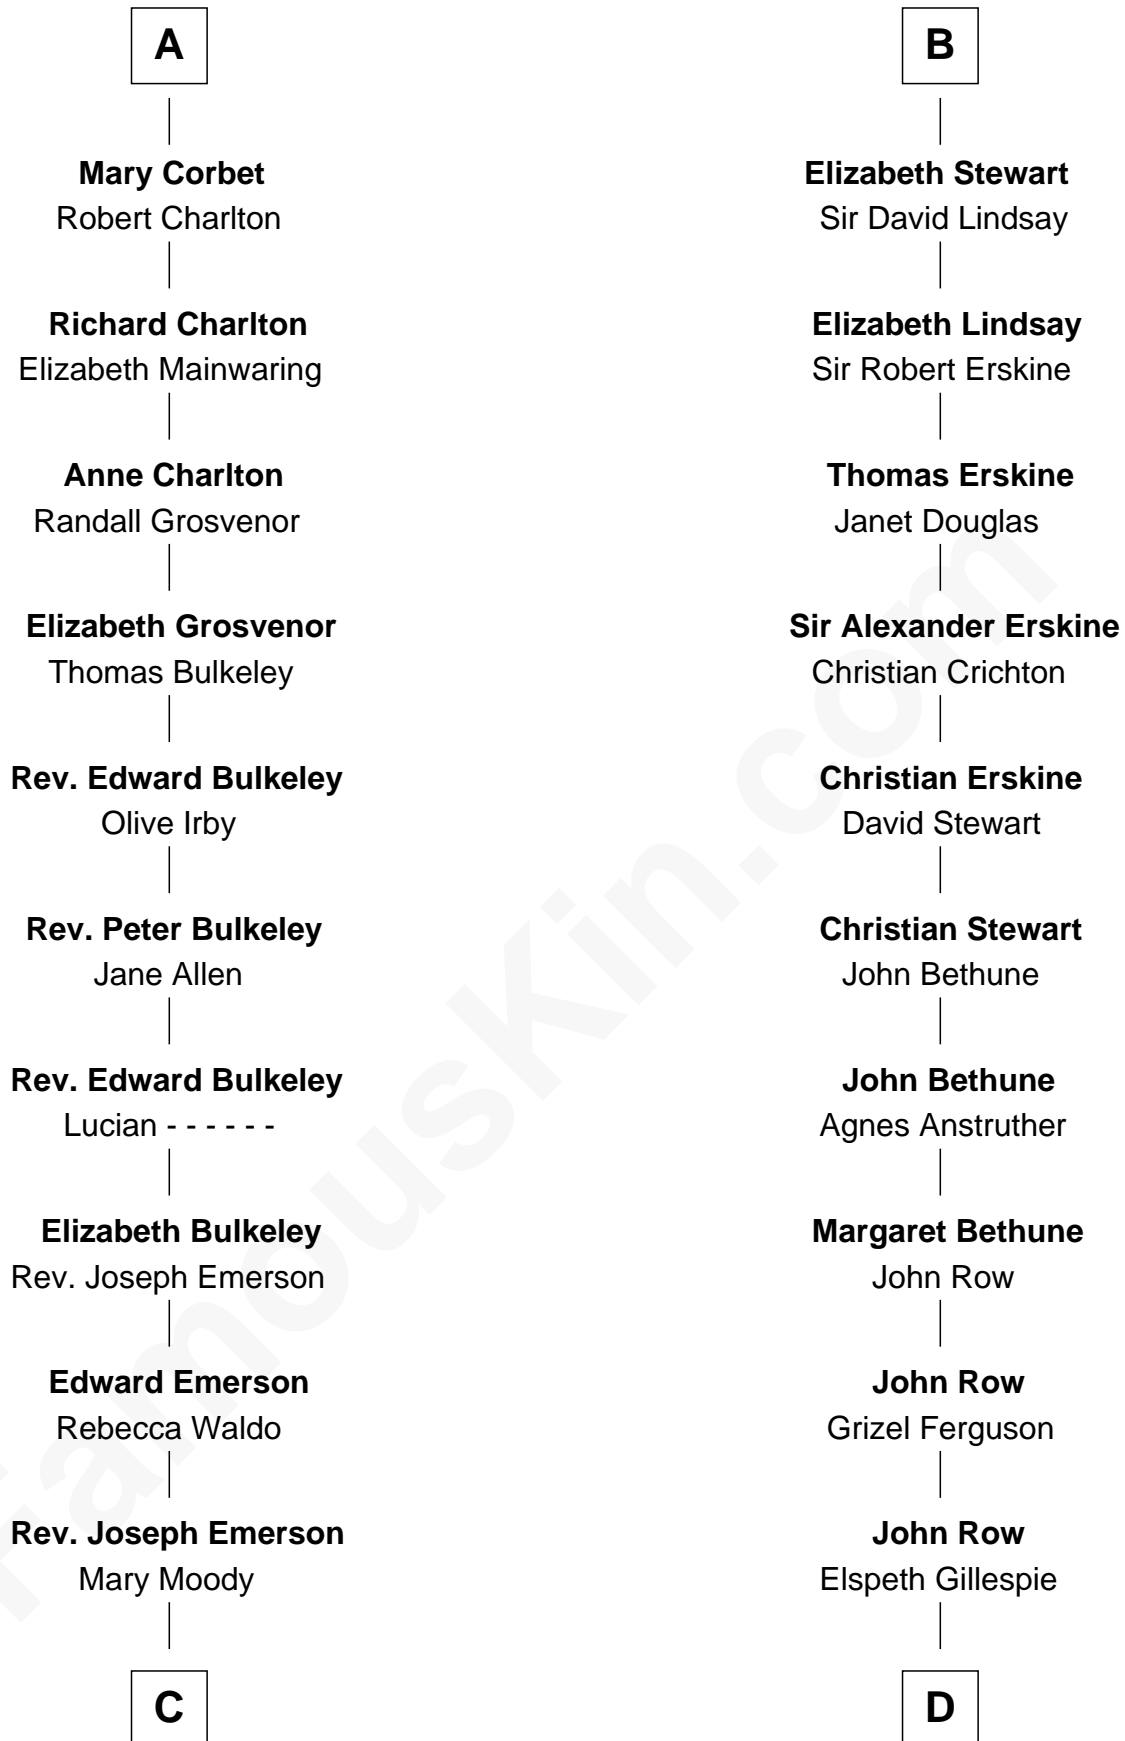 A
Mary Corbet
Robert Charlton
Richard Charlton
Elizabeth Mainwaring
Anne Charlton
Randall Grosvenor
Elizabeth Grosvenor
Thomas Bulkeley
Rev. Edward Bulkeley
Olive Irby
Rev. Peter Bulkeley
Jane Allen
Rev. Edward Bulkeley
Lucian - - - - - -
Elizabeth Bulkeley
Rev. Joseph Emerson
Edward Emerson
Rebecca Waldo
Rev. Joseph Emerson
Mary Moody
C
B
Elizabeth Stewart
Sir David Lindsay
Elizabeth Lindsay
Sir Robert Erskine
Thomas Erskine
Janet Douglas
Sir Alexander Erskine
Christian Crichton
Christian Erskine
David Stewart
Christian Stewart
John Bethune
John Bethune
Agnes Anstruther
Margaret Bethune
John Row
John Row
Grizel Ferguson
John Row
Elspeth Gillespie
D
FamousKin.com